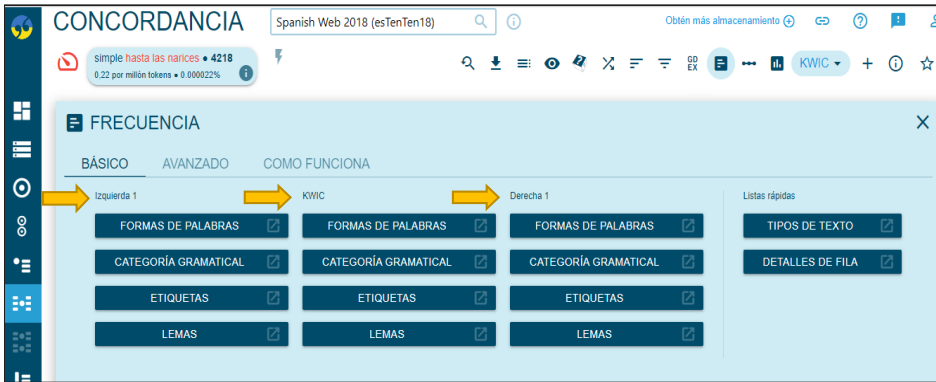 CONCORDANCIA
Spanish Web 2018 (esTenTen18)
Obtén más almacenamiento
simple hasta las narices • 4218
0,22 por millón tokens • 0.000022%
GD
EX
KWIC
FRECUENCIA
BÁSICO AVANZADO COMO FUNCIONA
Izquierda 1 KWIC Derecha 1 Listas rápidas
FORMAS DE PALABRAS FORMAS DE PALABRAS FORMAS DE PALABRAS TIPOS DE TEXTO
CATEGORÍA GRAMATICAL CATEGORÍA GRAMATICAL CATEGORÍA GRAMATICAL DETALLES DE FILA
ETIQUETAS ETIQUETAS ETIQUETAS
LEMAS LEMAS LEMAS